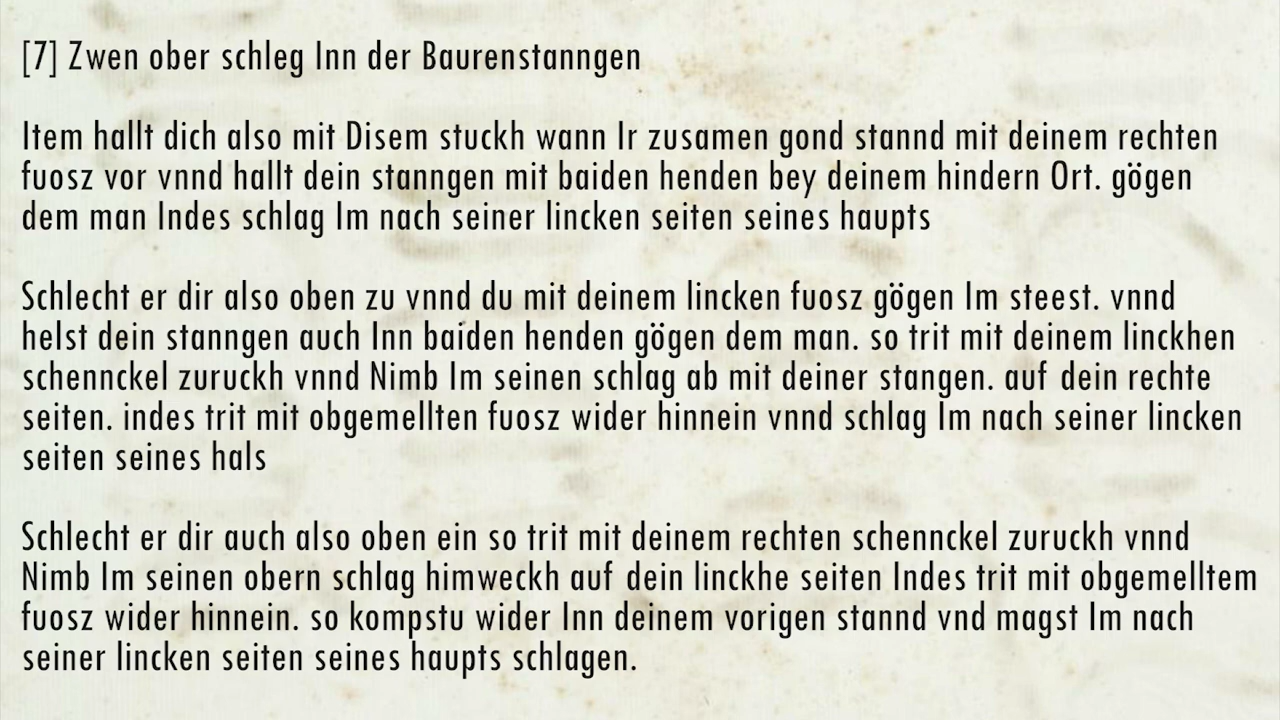 [7] Zwen ober schleg Inn der Baurenstanngen
Item hallt dich also mit Disem stuckh wann Ir zusamen gond stannd mit deinem rechten
fuosz vor vnnd hallt dein stanngen mit baiden henden bey deinem hindern Ort. gögen
dem man Indes schlag Im nach seiner lincken seiten seines haupts
Schlecht er dir also oben zu vnnd du mit deinem lincken fuosz gögen Im steest. vnnd
helst dein stanngen auch Inn baiden henden gögen dem man. so trit mit deinem linckhen
schennckel zuruckh vnnd Nimb Im seinen schlag ab mit deiner stangen. auf dein rechte
seiten. indes trit mit obgemellten fuosz wider hinnein vnnd schlag Im nach seiner lincken
seiten seines hals
Schlecht er dir auch also oben ein so trit mit deinem rechten schennckel zuruckh vnnd
Nimb Im seinen obern schlag himweckh auf dein linckhe seiten Indes trit mit obgemelltem
fuosz wider hinnein. so kompstu wider Inn deinem vorigen stannd vnd magst Im nach
seiner lincken seiten seines haupts schlagen.